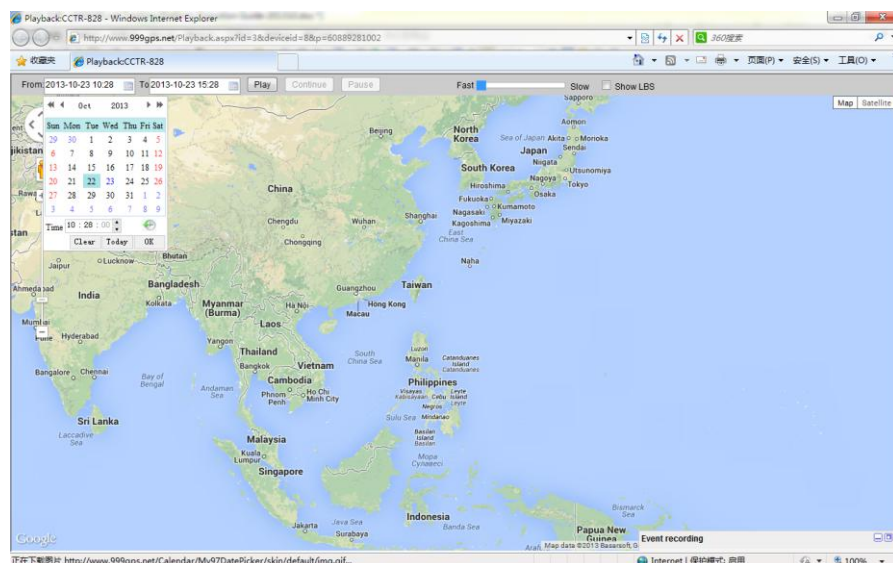 Playback:CCTR-828 - Windows Internet Explorer
http://www.999gps.net/Playback.aspx?id=3&deviceid=8&p=60889281002
360搜索
收藏夹
Playback:CCTR-828
页面(P)
安全(S)
工具(O)
From: 2013-10-23 10:28 To 2013-10-23 15:28 Play Continue Pause Fast Slow Show LBS
Map Satellite
Oct 2013
Sun Mon Tue Wed Thu Fri Sat
29 30 1 2 3 4 5
6 7 8 9 10 11 12
13 14 15 16 17 18 19
20 21 22 23 24 25 26
27 28 29 30 31 1 2
3 4 5 6 7 8 9
Time 10 : 28 : 00
Clear Today OK
Sapporo
Aomori
Akita
Morioka
Sendai
Sea of Japan
Japan
Niigata
Utsunomiya
Nagoya
Tokyo
Osaka
Hiroshima
Fukuoka
Kumamoto
Nagasaki
Miyazaki
Kagoshima
North Korea
South Korea
Beijing
China
Chengdu
Wuhan
Shanghai
Chongqing
East China Sea
Naha
Jaipur
Lucknow
Bhutan
Bangladesh
India
Kolkata
Myanmar (Burma)
Guangzhou
Taiwan
Hong Kong
Macau
Ha Noi
Laos
Mumbai
Pune
Hyderabad
Yangon
Thailand
Bangkok
Vietnam
South China Sea
Luzon
Manila
Catanduanes Island
Catanduanes
Bangalore
Chennai
Bay of Bengal
Andaman Sea
Cambodia
Phnom Penh
Ho Chi Minh City
Philippines
Visayas
Kabisayaan
Cebu
Leyte Island
Leyte
Negros
Sulu Sea
Mindanao
Sri Lanka
Laccadive Sea
Basilan Island
Basilan
Malaysia
Kuala Lumpur
Singapore
Indonesia
Jakarta
Java Sea
Surabaya
Banda Sea
Bismarck Sea
Papua New Guinea
Google
Map data ©2013 Basarsoft, G
Event recording
正在下载图片 http://www.999gps.net/Calendar/My97DatePicker/skin/default/img.gif...
Internet | 保护模式: 启用
100%